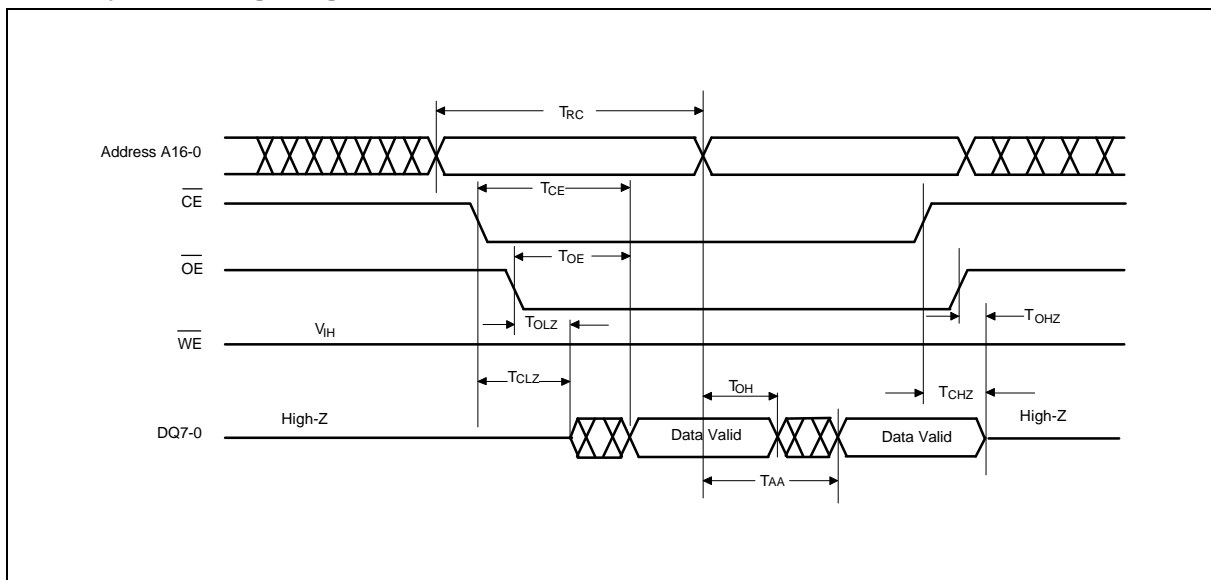 TRC
Address A16-0
TCE
CE
TOE
OE
TOLZ
TOHZ
VIH
WE
TCLZ
TOH
TCHZ
High-Z
High-Z
DQ7-0
Data Valid
Data Valid
TAA